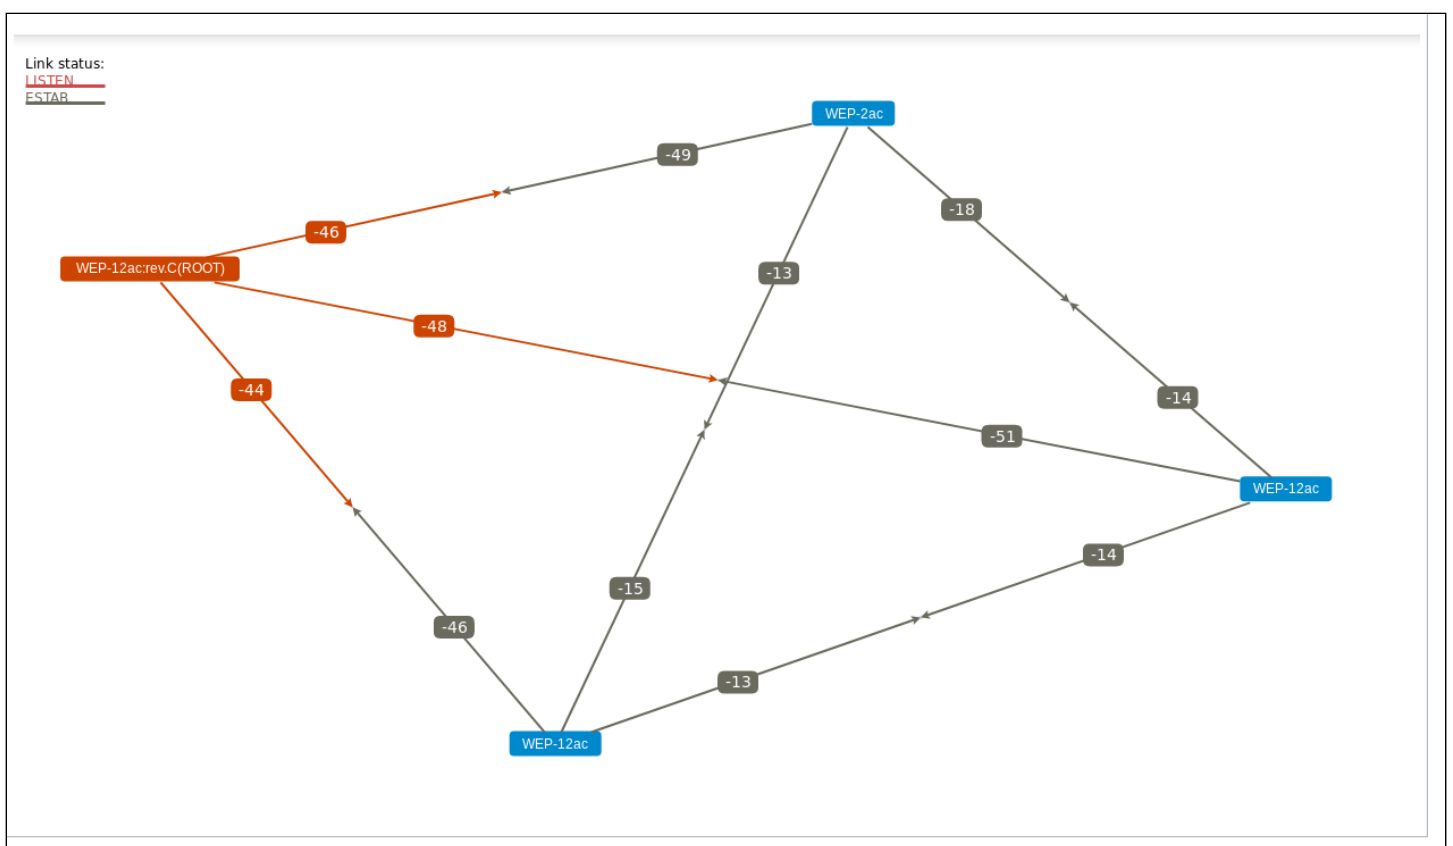 Link status:
LISTEN
ESTAB
WEP-2ac
-49
-18
-46
WEP-12ac:rev.C(ROOT)
-13
-48
-44
-14
-51
WEP-12ac
-14
-15
-46
-13
WEP-12ac